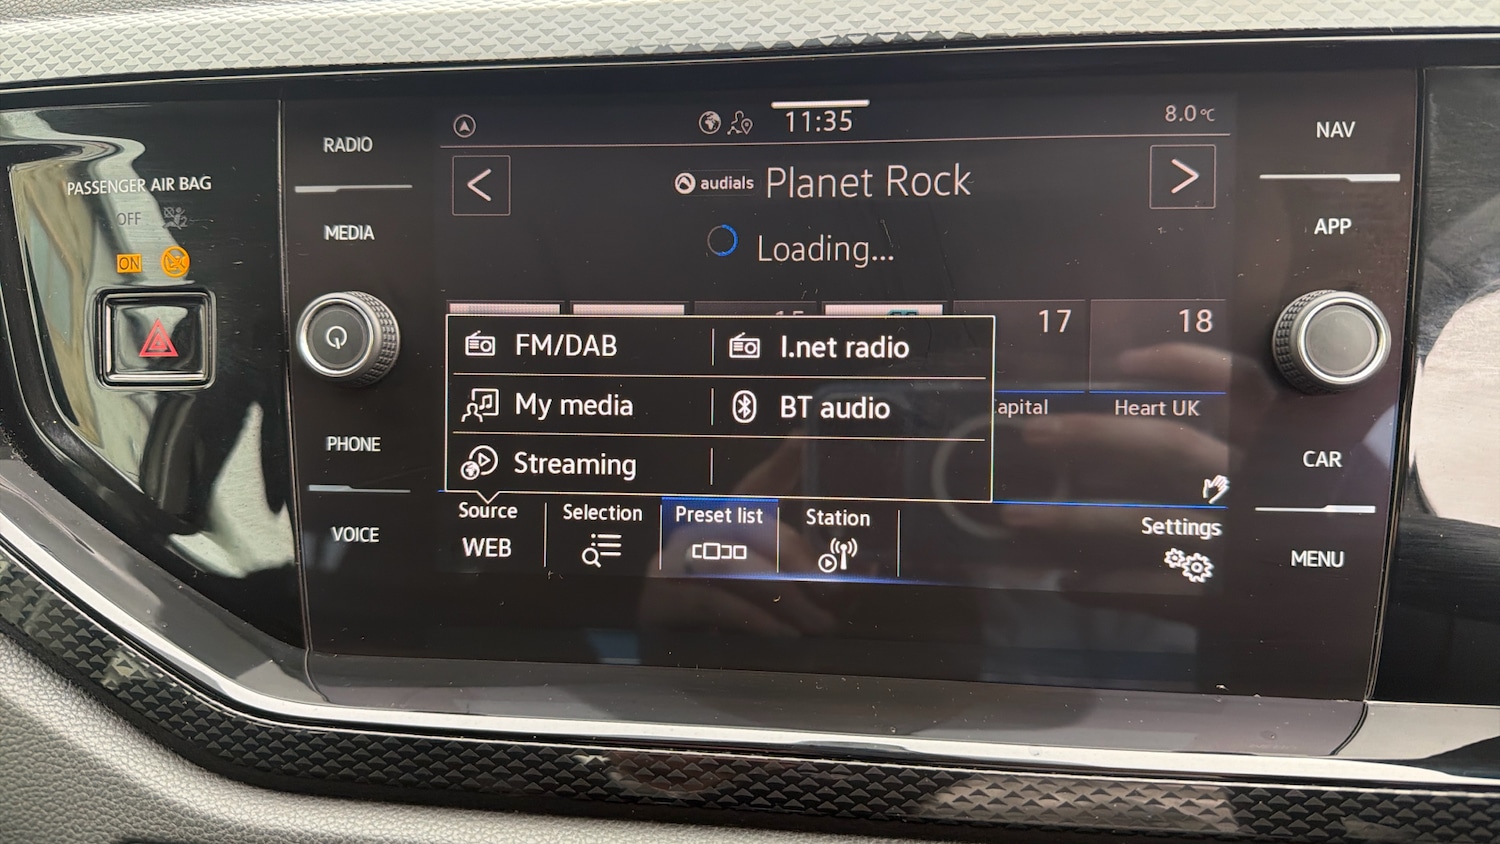 RADIO
MEDIA
PHONE
VOICE
PASSENGER AIR BAG
OFF
ON
11:35
8.0°C
audials Planet Rock
Loading...
15
17
18
FM/DAB
I.net radio
My media
BT audio
Streaming
apital
Heart UK
Source
WEB
Selection
Preset list
Station
Settings
NAV
APP
CAR
MENU